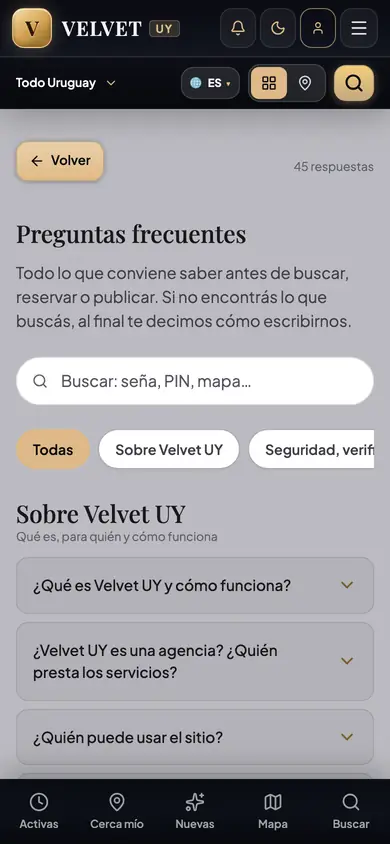 V VELVET UY
Todo Uruguay ES
Volver
45 respuestas
Preguntas frecuentes
Todo lo que conviene saber antes de buscar,
reservar o publicar. Si no encontrás lo que
buscás, al final te decimos cómo escribirnos.
Buscar: seña, PIN, mapa…
Todas Sobre Velvet UY Seguridad, verifi
Sobre Velvet UY
Qué es, para quién y cómo funciona
¿Qué es Velvet UY y cómo funciona?
¿Velvet UY es una agencia? ¿Quién
presta los servicios?
¿Quién puede usar el sitio?
Activas Cerca mío Nuevas Mapa Buscar